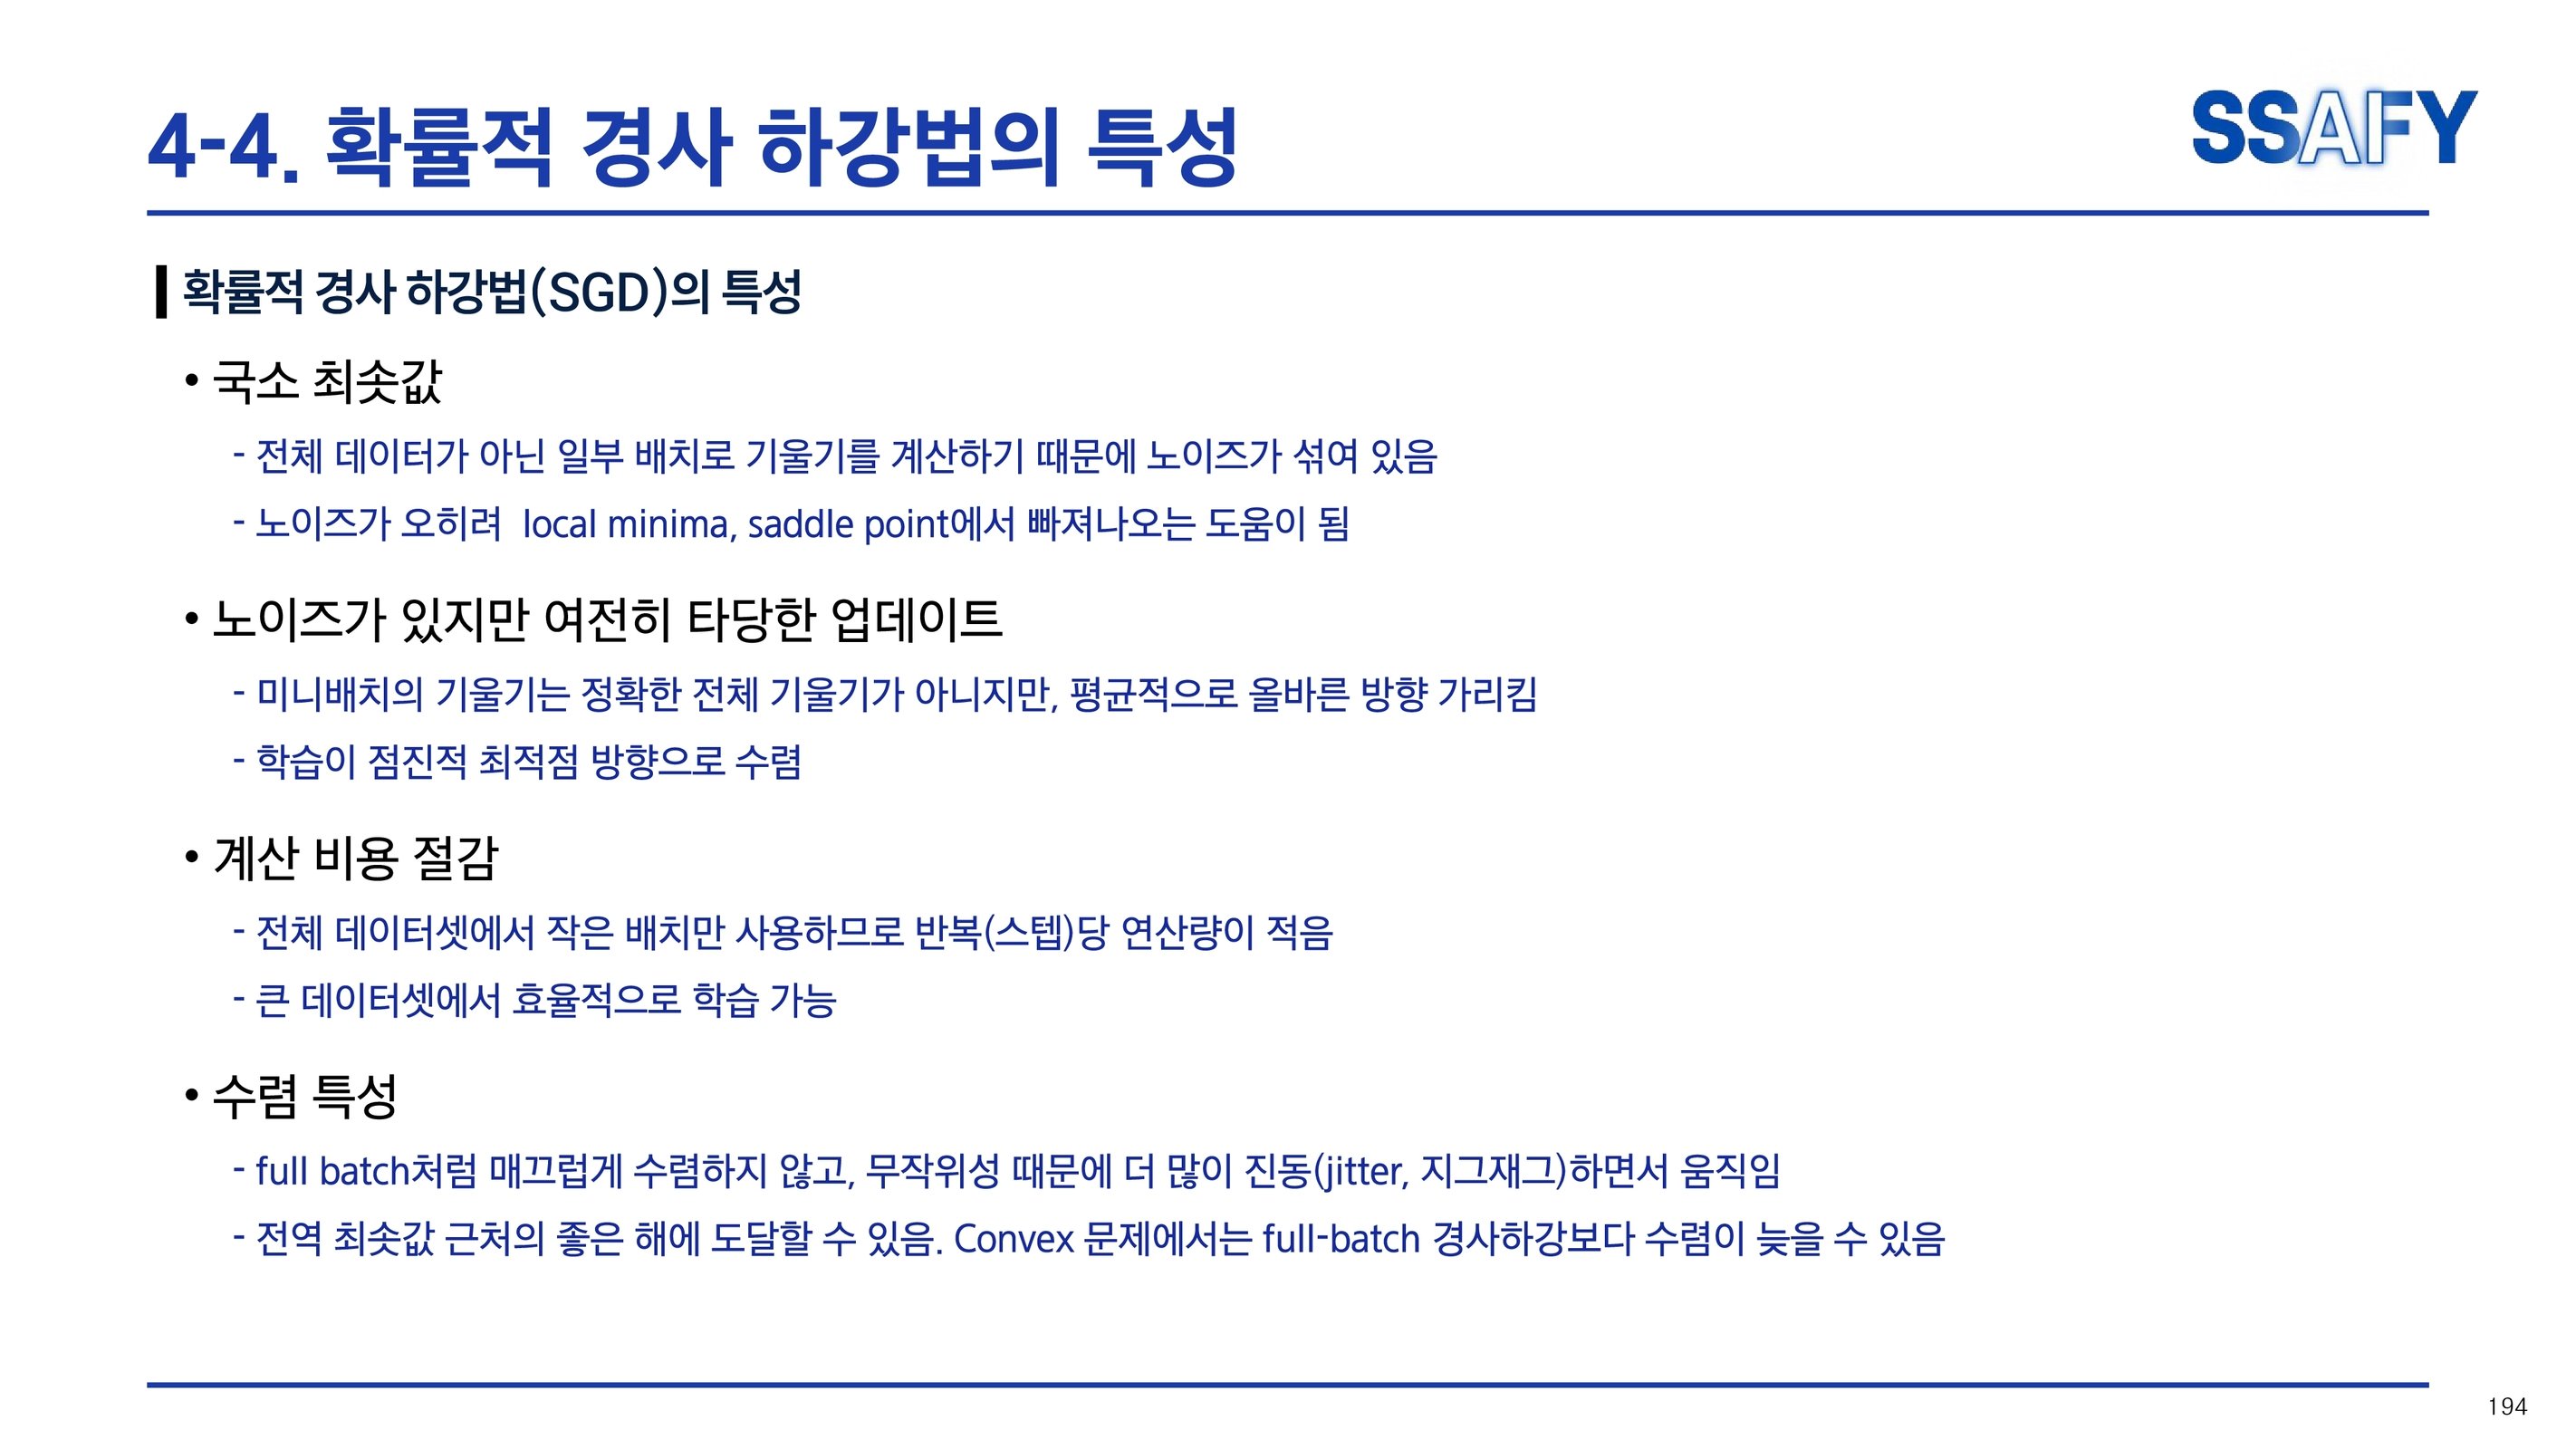 4-4. 확률적 경사 하강법의 특성
SSAFY
확률적 경사 하강법(SGD)의 특성
• 국소 최솟값
- 전체 데이터가 아닌 일부 배치로 기울기를 계산하기 때문에 노이즈가 섞여 있음
- 노이즈가 오히려 local minima, saddle point에서 빠져나오는 도움이 됨
• 노이즈가 있지만 여전히 타당한 업데이트
- 미니배치의 기울기는 정확한 전체 기울기가 아니지만, 평균적으로 올바른 방향 가리킴
- 학습이 점진적 최적점 방향으로 수렴
• 계산 비용 절감
- 전체 데이터셋에서 작은 배치만 사용하므로 반복(스텝)당 연산량이 적음
- 큰 데이터셋에서 효율적으로 학습 가능
• 수렴 특성
- full batch처럼 매끄럽게 수렴하지 않고, 무작위성 때문에 더 많이 진동(jitter, 지그재그)하면서 움직임
- 전역 최솟값 근처의 좋은 해에 도달할 수 있음. Convex 문제에서는 full-batch 경사하강보다 수렴이 늦을 수 있음
194